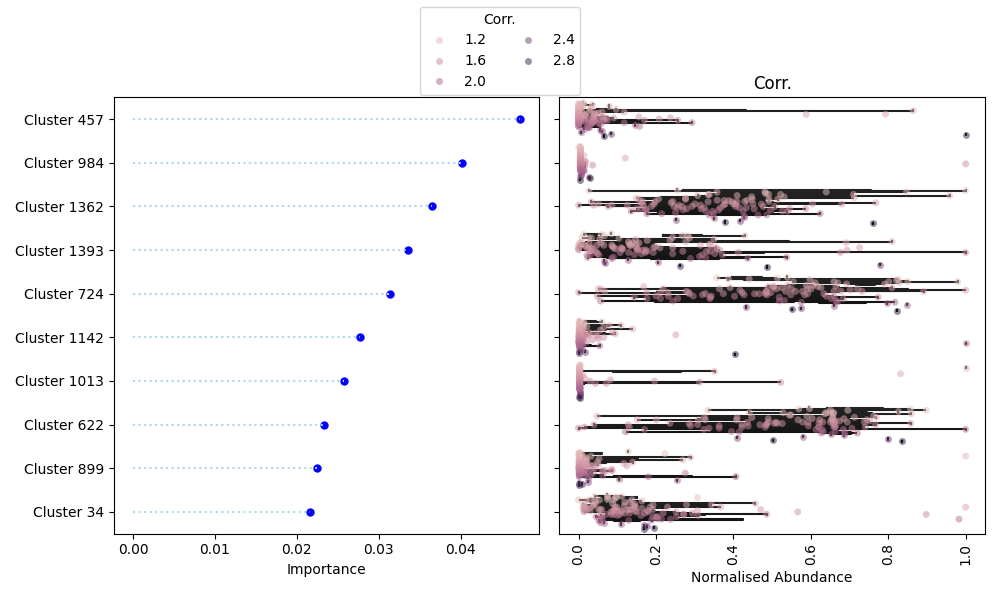 Corr.
1.2 2.4
1.6 2.8
2.0
Corr.
Cluster 457
Cluster 984
Cluster 1362
Cluster 1393
Cluster 724
Cluster 1142
Cluster 1013
Cluster 622
Cluster 899
Cluster 34
0.00 0.01 0.02 0.03 0.04
Importance
0.0 0.2 0.4 0.6 0.8 1.0
Normalised Abundance